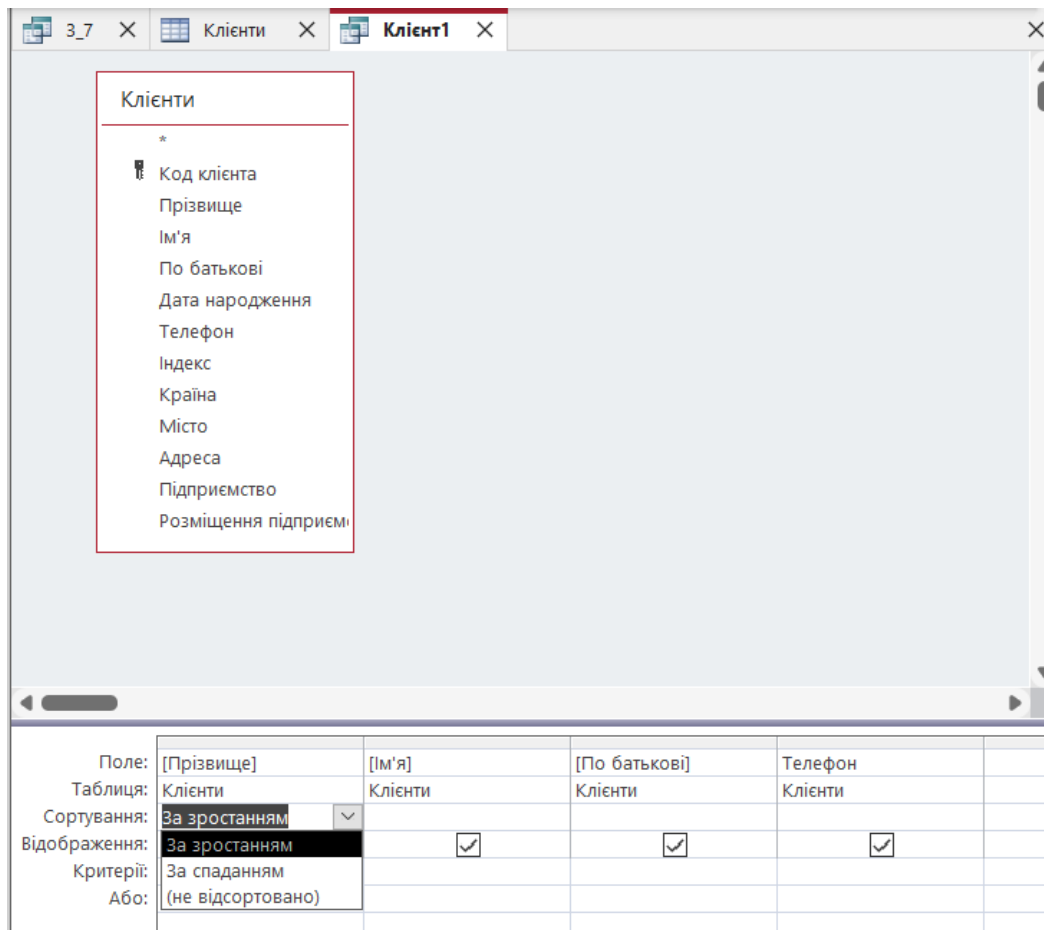 3_7 Клієнти Клієнт1
Клієнти
*
Код клієнта
Прізвище
Ім'я
По батькові
Дата народження
Телефон
Індекс
Країна
Місто
Адреса
Підприємство
Розміщення підприєм
Поле: [Прізвище] [Ім'я] [По батькові] Телефон
Таблиця: Клієнти Клієнти Клієнти Клієнти
Сортування: За зростанням
Відображення: За зростанням
Критерії: За спаданням
Або: (не відсортовано)